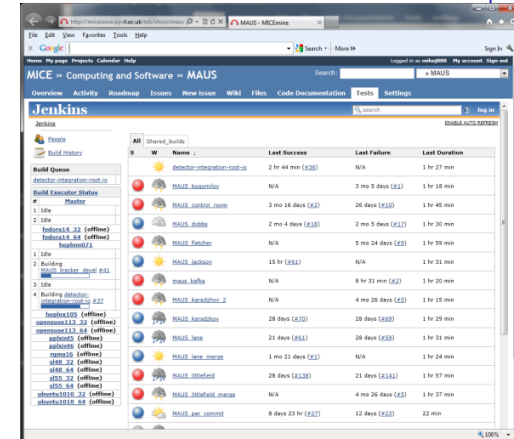 MAUS - MICEmine
File Edit View Favorites Tools Help
x Google Search More >> Sign In
Home My page Projects Calendar Help Logged in as mikej888 My account Sign out
MICE » Computing and Software » MAUS Search: » MAUS
Overview Activity Roadmap Issues New issue Wiki Files Code Documentation Tests Settings
Jenkins search log in
Jenkins ENABLE AUTO REFRESH
People
Build History
Build Queue
detector-integration-root-io
Build Executor Status
# Master
1 Idle
2 Idle
fedora14_32 (offline)
fedora14_64 (offline)
heplnm071
1 Idle
2 Building
MAUS_tracker_devel #41
3 Idle
4 Building detector-
integration-root-io #37
heplnx105 (offline)
opensuse113_32 (offline)
opensuse113_64 (offline)
pplxint5 (offline)
pplxint6 (offline)
rgma16 (offline)
sl48_32 (offline)
sl48_64 (offline)
sl55_32 (offline)
sl55_64 (offline)
ubuntu1010_32 (offline)
ubuntu1010_64 (offline)
All Shared_builds
S W Name ↓ Last Success Last Failure Last Duration
detector-integration-root-io 2 hr 44 min (#36) N/A 1 hr 27 min
MAUS_bogomilov N/A 3 mo 5 days (#1) 1 hr 18 min
MAUS_control_room 3 mo 16 days (#2) 26 days (#10) 1 hr 45 min
MAUS_dobbs 2 mo 4 days (#18) 2 mo 5 days (#17) 1 hr 30 min
MAUS_fletcher N/A 5 mo 24 days (#9) 1 hr 59 min
MAUS_jackson 15 hr (#61) N/A 1 hr 31 min
maus_kafka N/A 8 hr 31 min (#2) 1 hr 20 min
MAUS_karadzhov_2 N/A 4 mo 26 days (#5) 1 hr 15 min
MAUS_karadzkov 28 days (#70) 28 days (#69) 1 hr 29 min
MAUS_lane 21 days (#61) 28 days (#59) 1 hr 31 min
MAUS_lane_merge 1 mo 21 days (#1) N/A 1 hr 24 min
MAUS_littlefield 28 days (#138) 21 days (#141) 1 hr 57 min
MAUS_littlefield_merge N/A 4 mo 26 days (#5) 1 hr 37 min
MAUS_per_commit 8 days 23 hr (#27) 12 days (#23) 22 min
100%